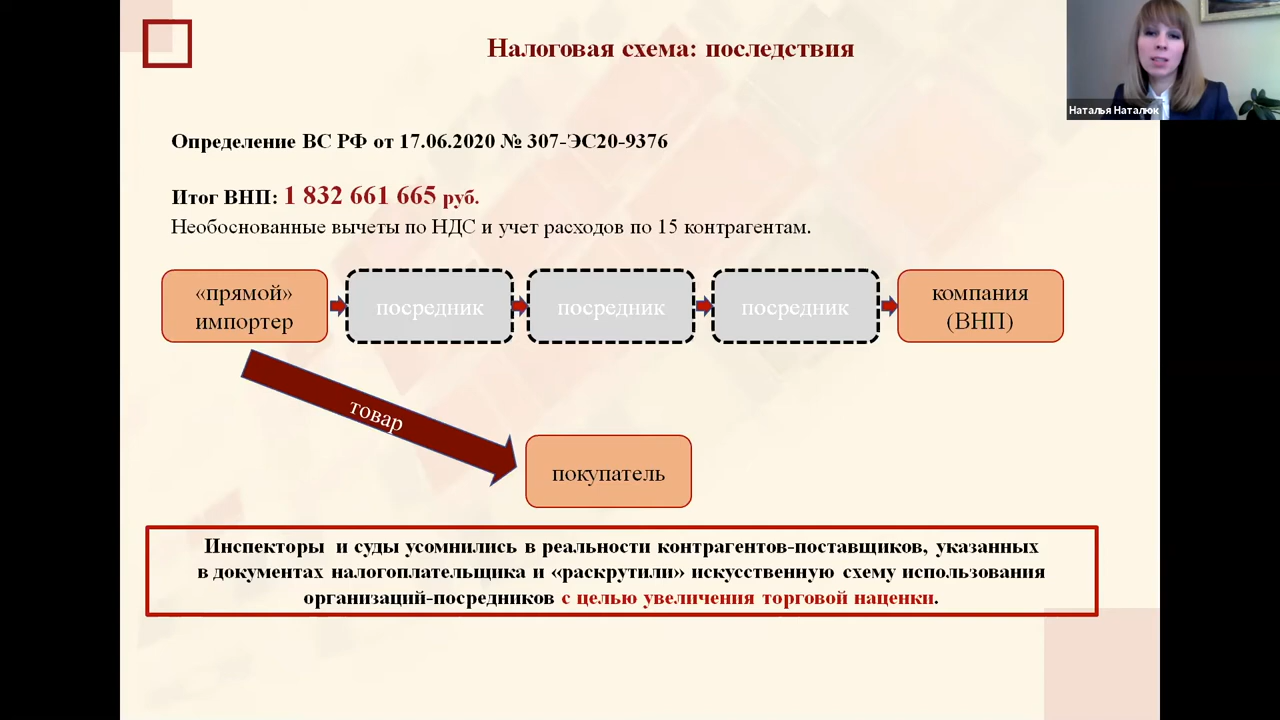 Налоговая схема: последствия
Наталья Наталюк
Определение ВС РФ от 17.06.2020 № 307-ЭС20-9376
Итог ВНП: 1 832 661 665 руб.
Необоснованные вычеты по НДС и учет расходов по 15 контрагентам.
«прямой»
импортер
посредник
посредник
посредник
компания
(ВНП)
товар
покупатель
Инспекторы и суды усомнились в реальности контрагентов-поставщиков, указанных
в документах налогоплательщика и «раскрутили» искусственную схему использования
организаций-посредников с целью увеличения торговой наценки.